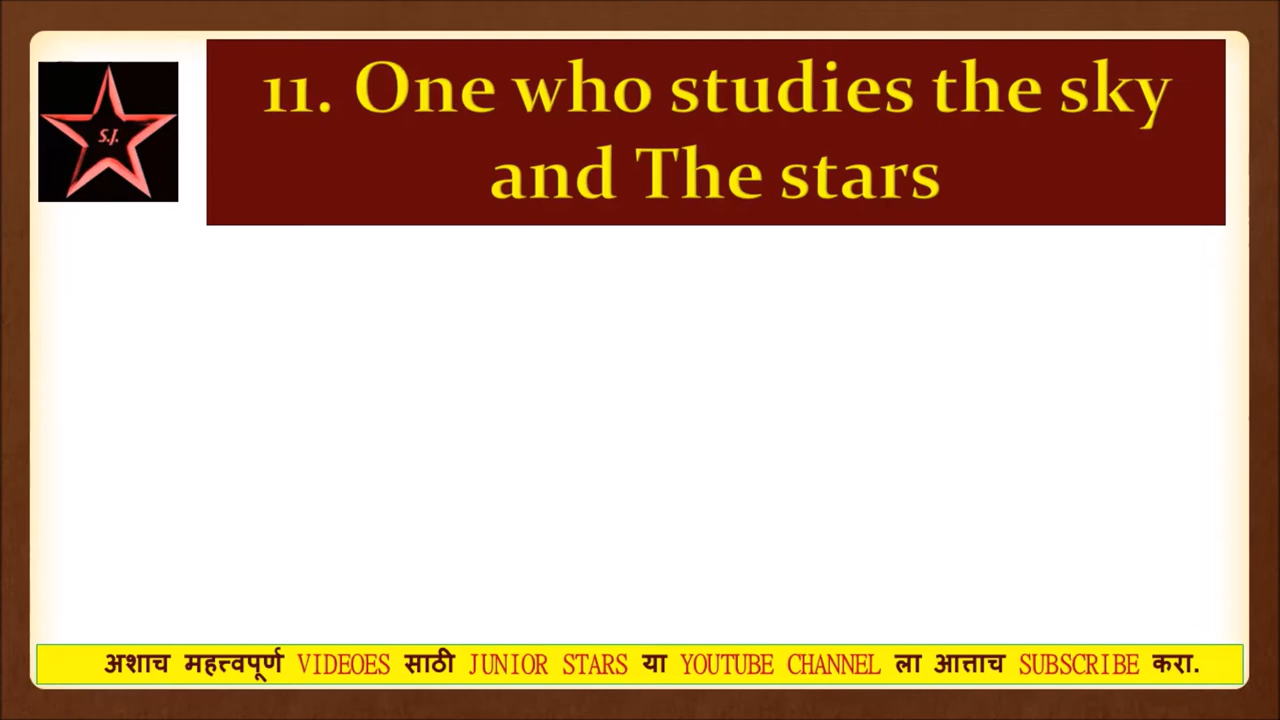 S.J.
11. One who studies the sky
and The stars
अशाच महत्त्वपूर्ण VIDEOES साठी JUNIOR STARS या YOUTUBE CHANNEL ला आत्ताच SUBSCRIBE करा.